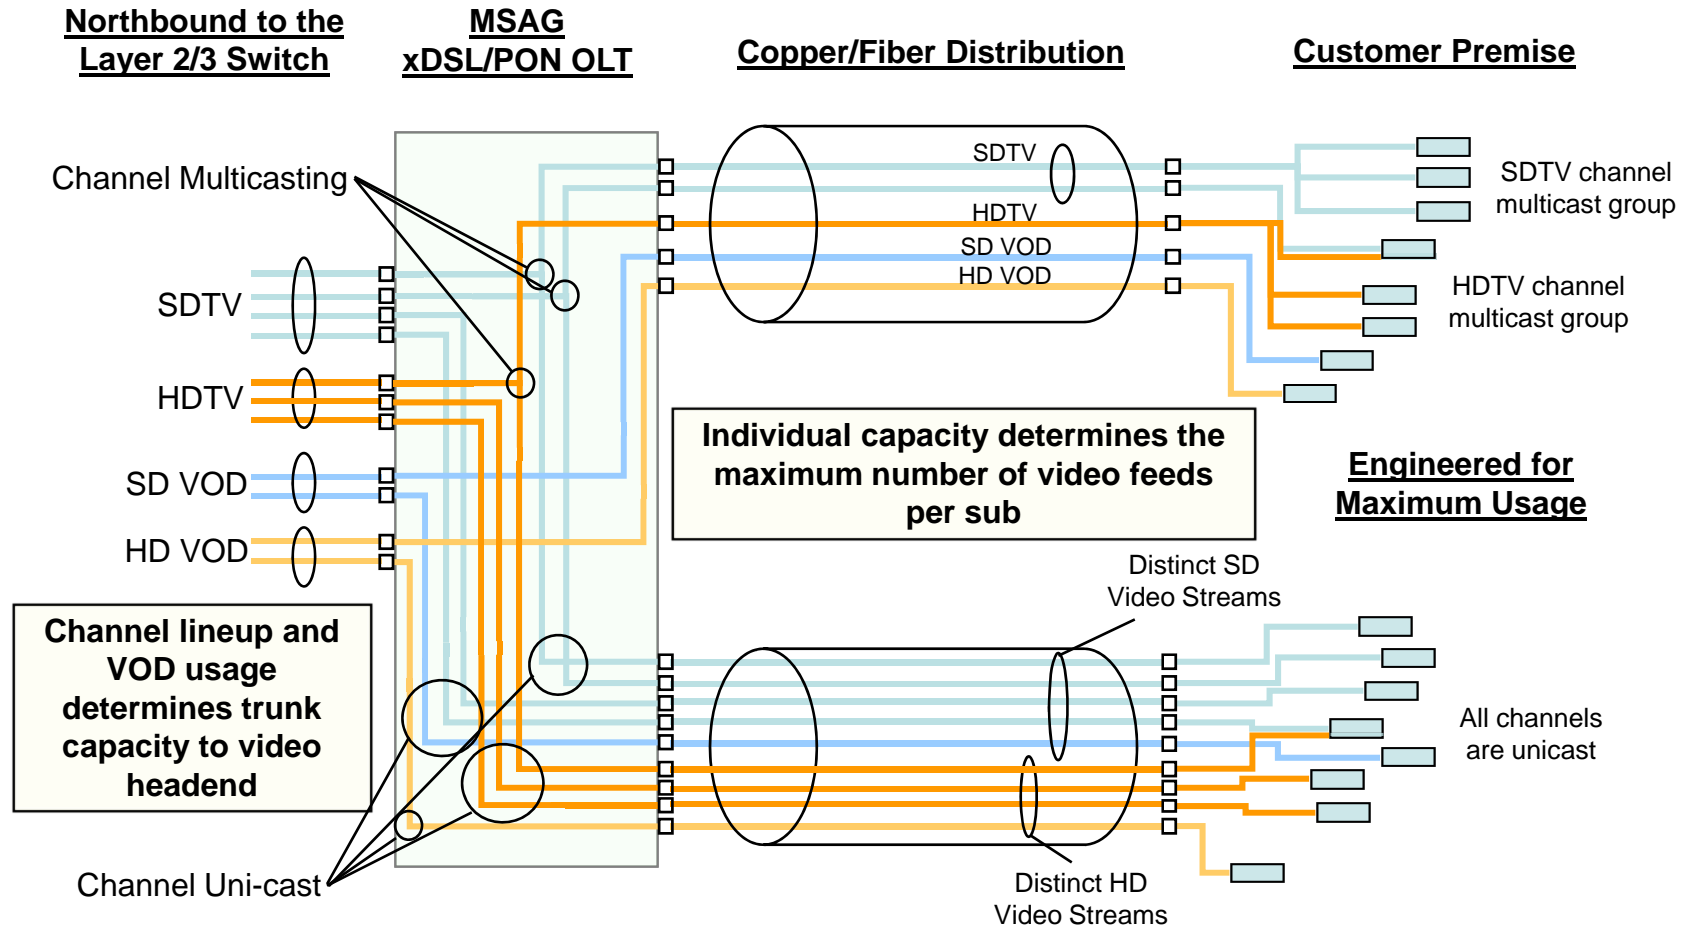 Northbound to the
Layer 2/3 Switch
MSAG
xDSL/PON OLT
Copper/Fiber Distribution
Customer Premise
Channel Multicasting
SDTV
HDTV
SD VOD
HD VOD
SDTV
HDTV
SD VOD
HD VOD
SDTV channel
multicast group
HDTV channel
multicast group
Individual capacity determines the
maximum number of video feeds
per sub
Engineered for
Maximum Usage
Channel lineup and
VOD usage
determines trunk
capacity to video
headend
Distinct SD
Video Streams
All channels
are unicast
Channel Uni-cast
Distinct HD
Video Streams